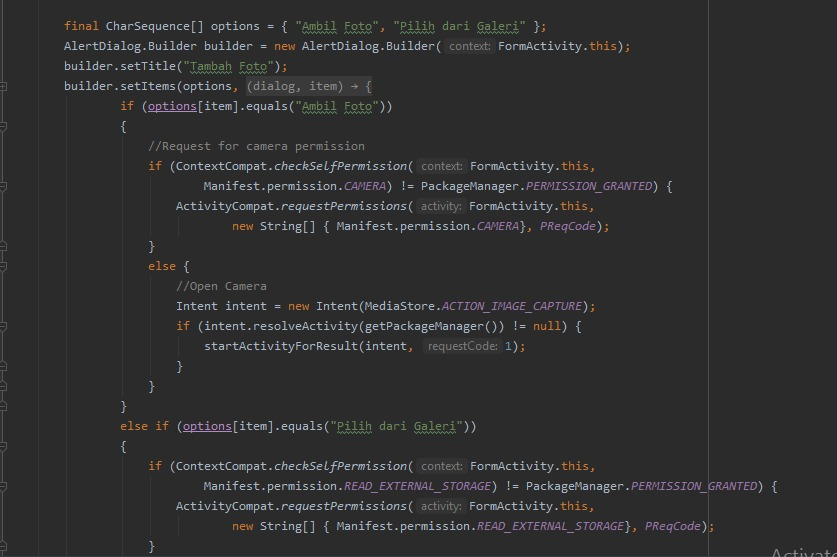 final CharSequence[] options = { "Ambil Foto", "Pilih dari Galeri" };
AlertDialog.Builder builder = new AlertDialog.Builder( context: FormActivity.this);
builder.setTitle("Tambah Foto");
builder.setItems(options, (dialog, item) → {
if (options[item].equals("Ambil Foto"))
{
//Request for camera permission
if (ContextCompat.checkSelfPermission( context: FormActivity.this,
Manifest.permission.CAMERA) != PackageManager.PERMISSION_GRANTED) {
ActivityCompat.requestPermissions( activity: FormActivity.this,
new String[] { Manifest.permission.CAMERA}, PReqCode);
}
else {
//Open Camera
Intent intent = new Intent(MediaStore.ACTION_IMAGE_CAPTURE);
if (intent.resolveActivity(getPackageManager()) != null) {
startActivityForResult(intent, requestCode: 1);
}
}
}
else if (options[item].equals("Pilih dari Galeri"))
{
if (ContextCompat.checkSelfPermission( context: FormActivity.this,
Manifest.permission.READ_EXTERNAL_STORAGE) != PackageManager.PERMISSION_GRANTED) {
ActivityCompat.requestPermissions( activity: FormActivity.this,
new String[] { Manifest.permission.READ_EXTERNAL_STORAGE}, PReqCode);
}